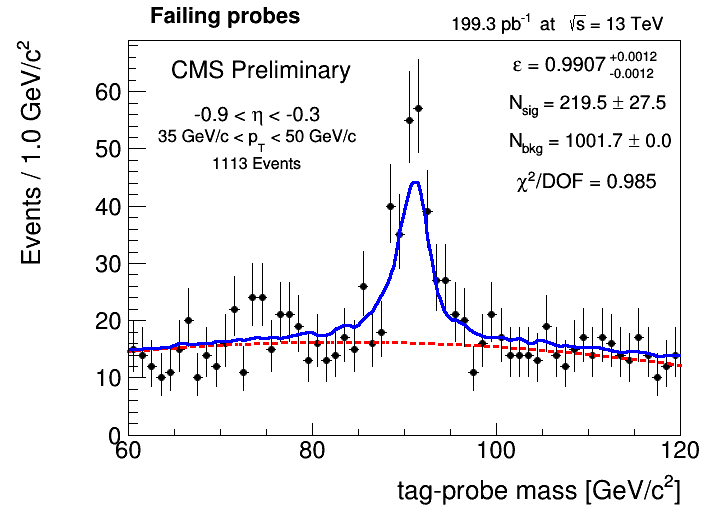 Failing probes
199.3 pb⁻¹ at √s = 13 TeV
CMS Preliminary
-0.9 < η < -0.3
35 GeV/c < p_T < 50 GeV/c
1113 Events
ε = 0.9907 +0.0012 -0.0012
N_sig = 219.5 ± 27.5
N_bkg = 1001.7 ± 0.0
χ²/DOF = 0.985
Events / 1.0 GeV/c²
60
50
40
30
20
10
0
60 80 100 120
tag-probe mass [GeV/c²]